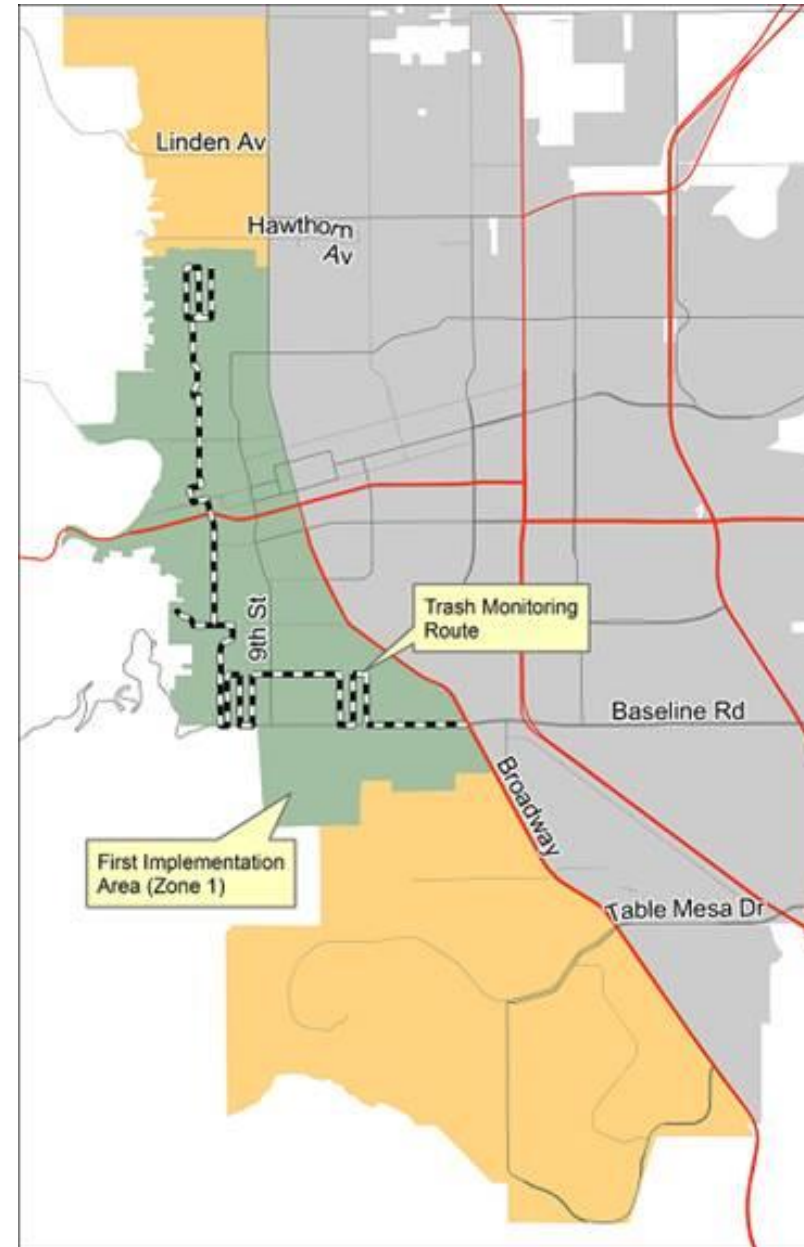 Linden Av
Hawthorn
Av
Trash Monitoring
Route
9th St
Baseline Rd
Broadway
First Implementation
Area (Zone 1)
Table Mesa Dr